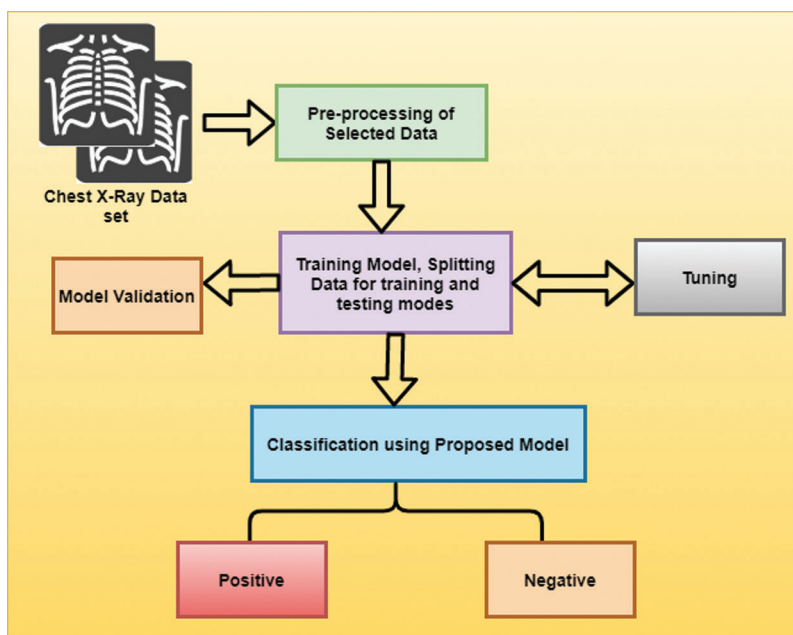 Pre-processing of
Selected Data
Chest X-Ray Data
set
Training Model, Splitting
Data for training and
testing modes
Model Validation
Tuning
Classification using Proposed Model
Positive
Negative